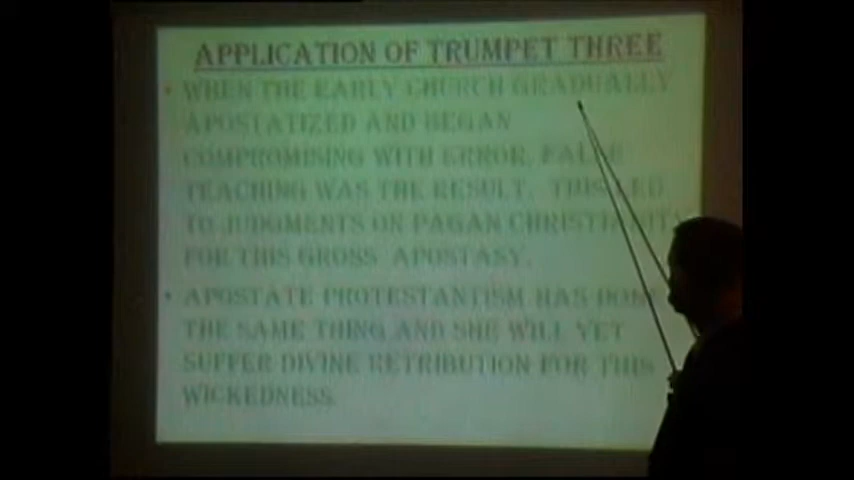 APPLICATION OF TRUMPET THREE
• WHEN THE EARLY CHURCH GRADUALLY
APOSTATIZED AND BEGAN
COMPROMISING WITH ERROR, FALSE
TEACHING WAS THE RESULT. THIS LED
TO JUDGMENTS ON PAGAN CHRISTIANITY
FOR THIS GROSS APOSTASY.
• APOSTATE PROTESTANTISM HAS DONE
THE SAME THING AND SHE WILL YET
SUFFER DIVINE RETRIBUTION FOR THIS
WICKEDNESS.